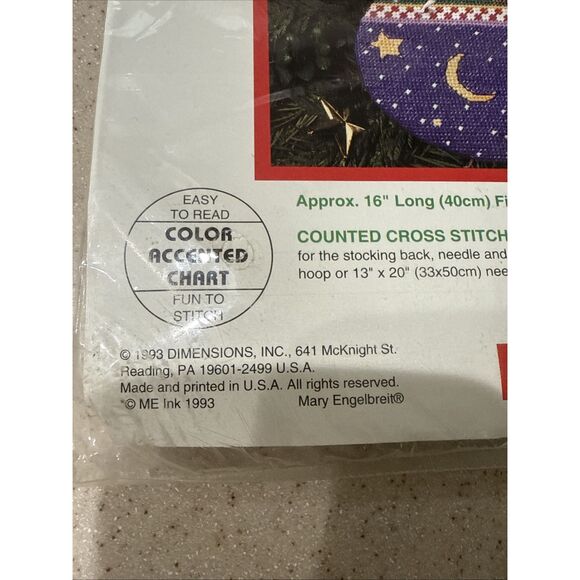 Approx. 16" Long (40cm) Fi
COUNTED CROSS STITCH
for the stocking back, needle and
hoop or 13" x 20" (33x50cm) nee
EASY
TO READ
COLOR
ACCENTED
CHART
FUN TO
STITCH
© 1993 DIMENSIONS, INC., 641 McKnight St.
Reading, PA 19601-2499 U.S.A.
Made and printed in U.S.A. All rights reserved.
*© ME Ink 1993 Mary Engelbreit®